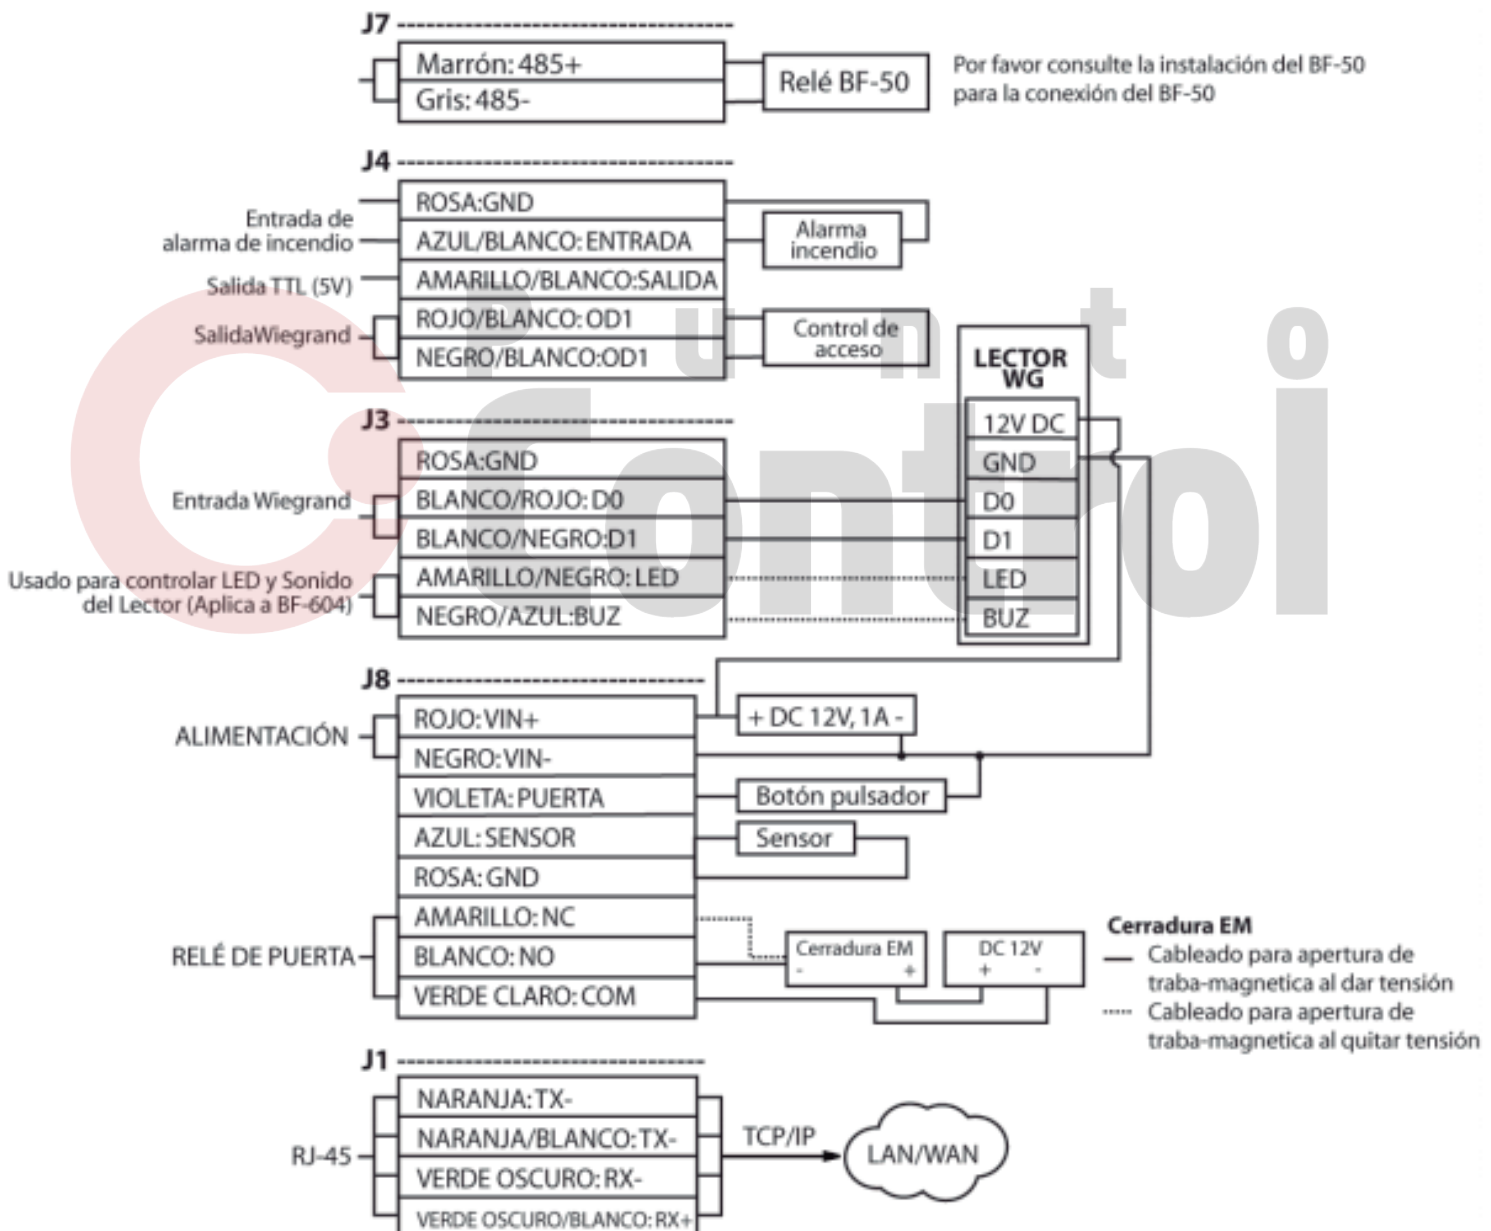 J7
Marrón: 485+
Gris: 485-
Relé BF-50
Por favor consulte la instalación del BF-50
para la conexión del BF-50
J4
Entrada de
alarma de incendio
Salida TTL (5V)
SalidaWiegrand
ROSA:GND
AZUL/BLANCO: ENTRADA
AMARILLO/BLANCO:SALIDA
ROJO/BLANCO: OD1
NEGRO/BLANCO:OD1
Alarma
incendio
Control de
acceso
Punto
Control
LECTOR
WG
12V DC
GND
D0
D1
LED
BUZ
J3
Entrada Wiegrand
Usado para controlar LED y Sonido
del Lector (Aplica a BF-604)
ROSA:GND
BLANCO/ROJO: D0
BLANCO/NEGRO:D1
AMARILLO/NEGRO: LED
NEGRO/AZUL:BUZ
J8
ALIMENTACIÓN
RELÉ DE PUERTA
ROJO: VIN+
NEGRO: VIN-
VIOLETA: PUERTA
AZUL: SENSOR
ROSA: GND
AMARILLO: NC
BLANCO: NO
VERDE CLARO: COM
+ DC 12V, 1A -
Botón pulsador
Sensor
Cerradura EM
- +
DC 12V
+ -
Cerradura EM
Cableado para apertura de
traba-magnetica al dar tensión
Cableado para apertura de
traba-magnetica al quitar tensión
J1
RJ-45
NARANJA: TX-
NARANJA/BLANCO: TX-
VERDE OSCURO: RX-
VERDE OSCURO/BLANCO: RX+
TCP/IP
LAN/WAN